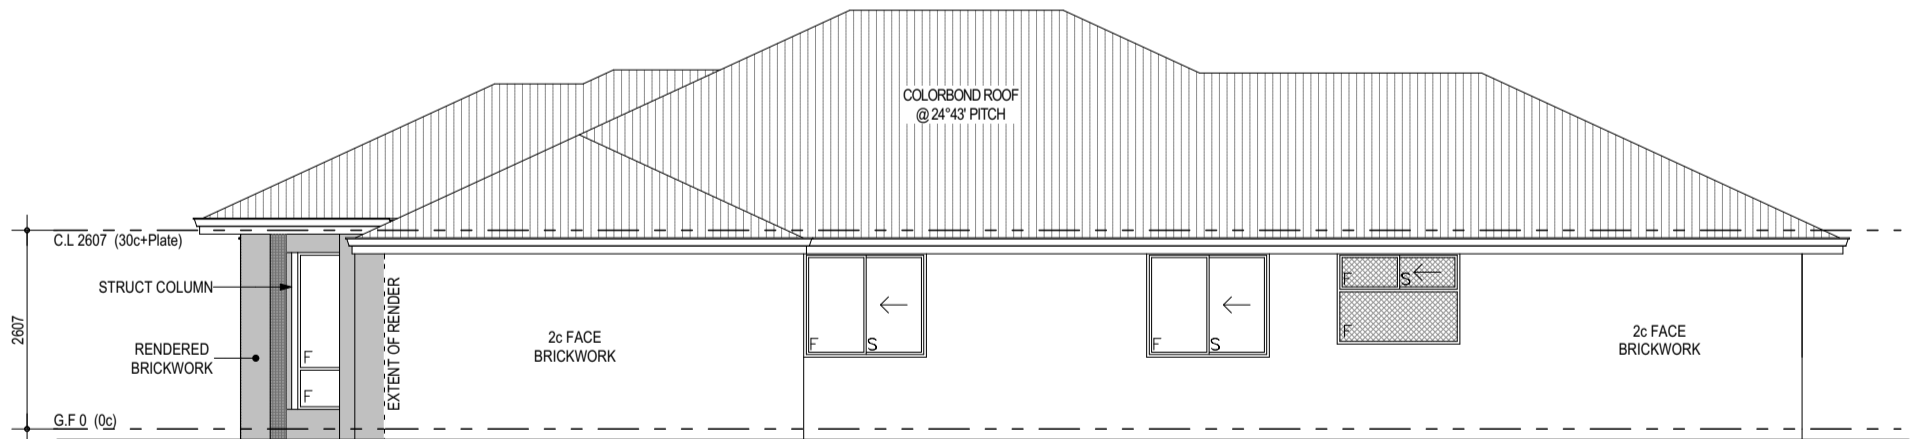 COLORBOND ROOF
@ 24°43' PITCH
C.L 2607 (30c+Plate)
STRUCT COLUMN
RENDERED
BRICKWORK
2607
G.F 0 (0c)
F
F
EXTENT OF RENDER
2c FACE
BRICKWORK
F S
F S
F S
F
2c FACE
BRICKWORK